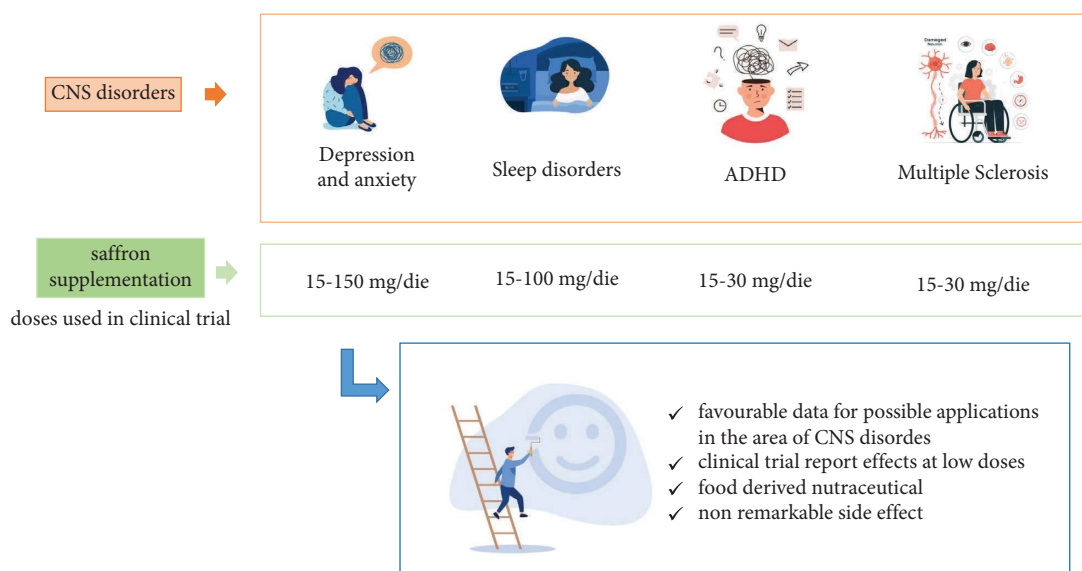 Damaged
Neuron
CNS disorders
Depression
and anxiety
Sleep disorders
ADHD
Multiple Sclerosis
saffron
supplementation
doses used in clinical trial
15-150 mg/die
15-100 mg/die
15-30 mg/die
15-30 mg/die
favourable data for possible applications
in the area of CNS disordes
clinical trial report effects at low doses
food derived nutraceutical
non remarkable side effect